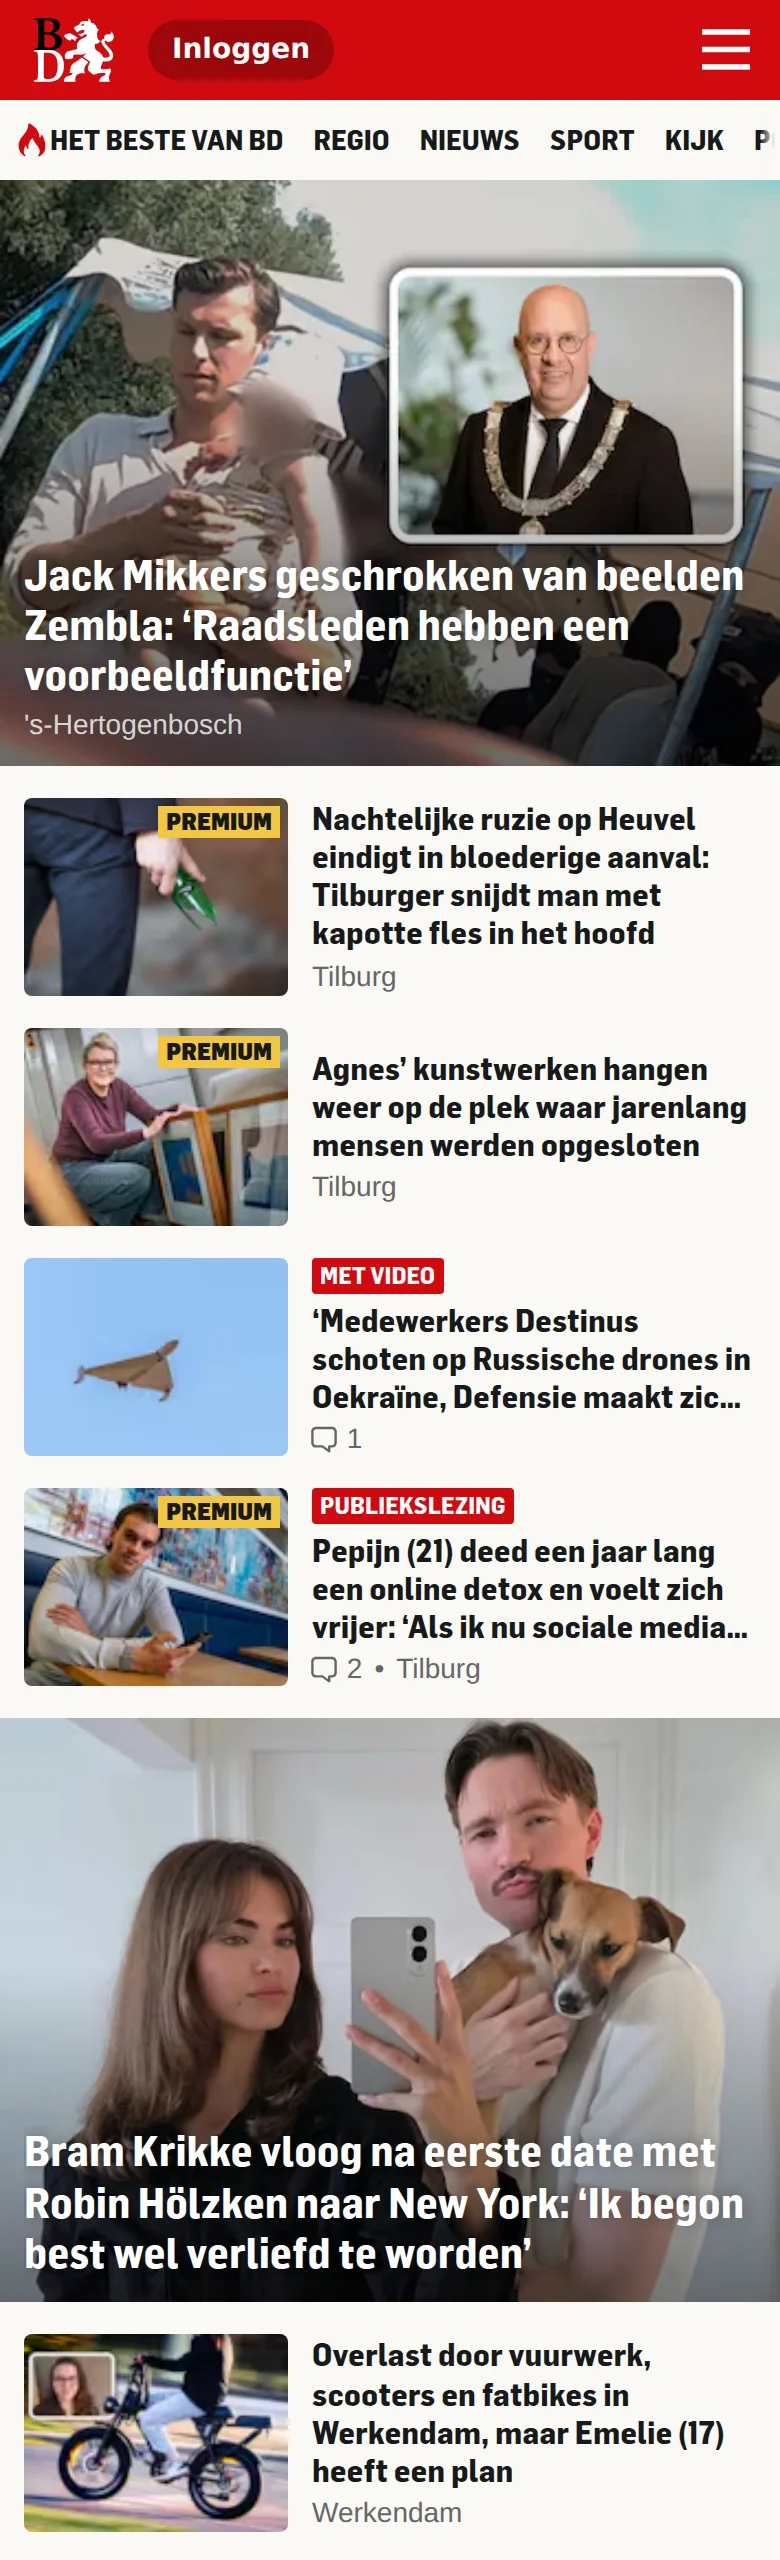 BD
Inloggen
HET BESTE VAN BD REGIO NIEUWS SPORT KIJK
Jack Mikkers geschrokken van beelden
Zembla: ‘Raadsleden hebben een
voorbeeldfunctie’
's-Hertogenbosch
PREMIUM
Nachtelijke ruzie op Heuvel
eindigt in bloederige aanval:
Tilburger snijdt man met
kapotte fles in het hoofd
Tilburg
PREMIUM
Agnes’ kunstwerken hangen
weer op de plek waar jarenlang
mensen werden opgesloten
Tilburg
MET VIDEO
‘Medewerkers Destinus
schoten op Russische drones in
Oekraïne, Defensie maakt zic...
1
PREMIUM
PUBLIEKSLEZING
Pepijn (21) deed een jaar lang
een online detox en voelt zich
vrijer: ‘Als ik nu sociale media...
2 • Tilburg
Bram Krikke vloog na eerste date met
Robin Hölzken naar New York: ‘Ik begon
best wel verliefd te worden’
Overlast door vuurwerk,
scooters en fatbikes in
Werkendam, maar Emelie (17)
heeft een plan
Werkendam